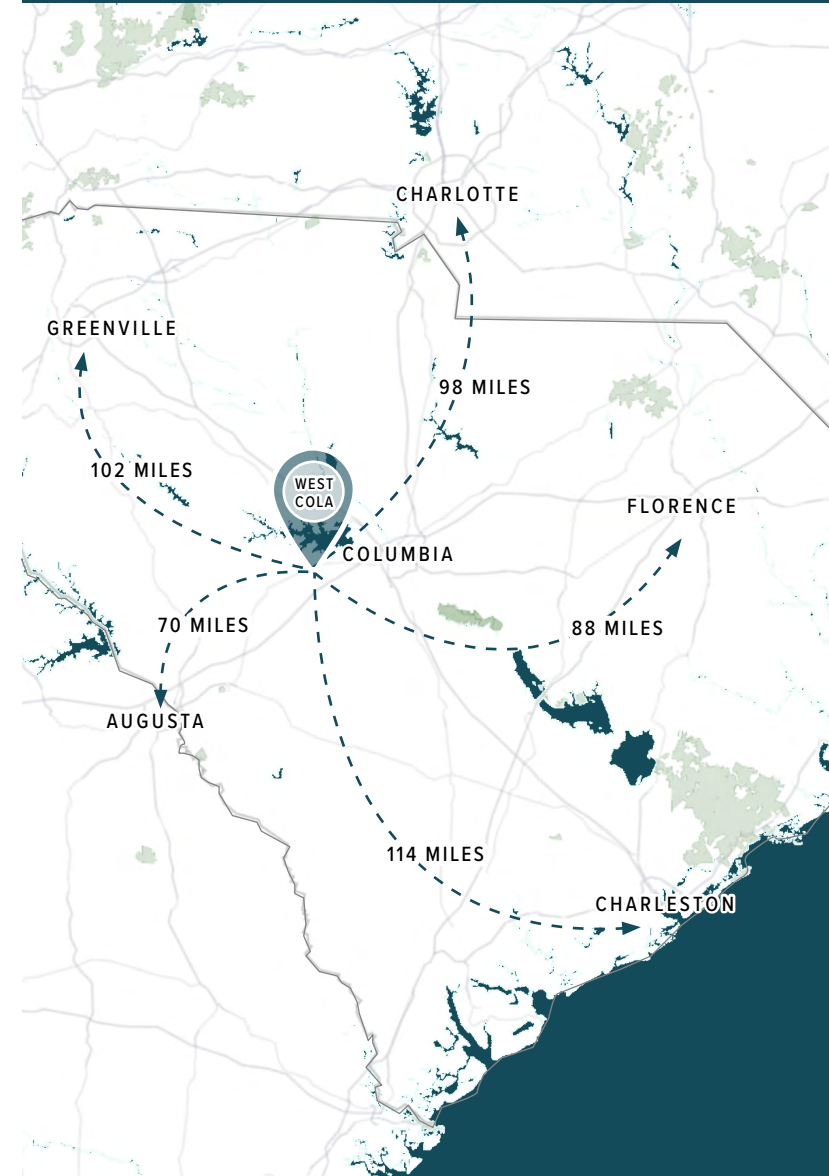 CHARLOTTE
GREENVILLE
98 MILES
102 MILES
WEST
COLA
FLORENCE
COLUMBIA
70 MILES
88 MILES
AUGUSTA
114 MILES
CHARLESTON